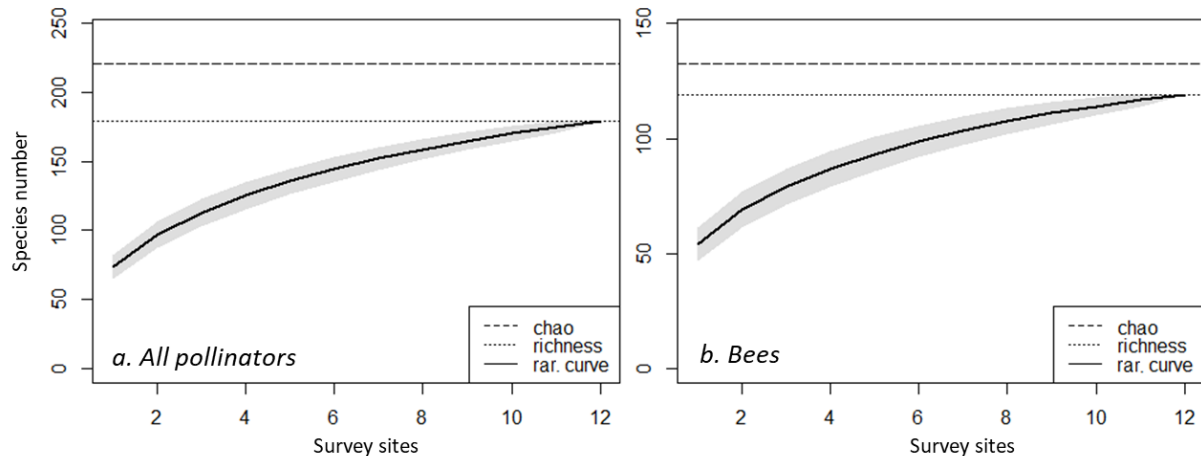 250
200
150
100
50
0
Species number
a. All pollinators
chao
richness
rar. curve
2 4 6 8 10 12
Survey sites
150
100
50
0
b. Bees
chao
richness
rar. curve
2 4 6 8 10 12
Survey sites